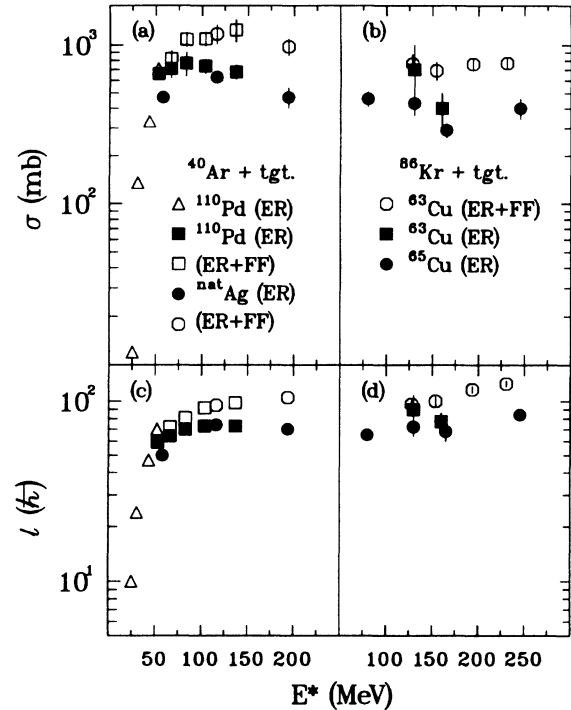 (a)
(b)
10³
10²
σ (mb)
⁴⁰Ar + tgt.
△ ¹¹⁰Pd (ER)
■ ¹¹⁰Pd (ER)
□ (ER+FF)
● ⁿᵃᵗAg (ER)
○ (ER+FF)
⁸⁶Kr + tgt.
○ ⁶³Cu (ER+FF)
■ ⁶³Cu (ER)
● ⁶⁵Cu (ER)
(c)
(d)
10²
10¹
ι (ħ)
50 100 150 200
100 150 200 250
E* (MeV)